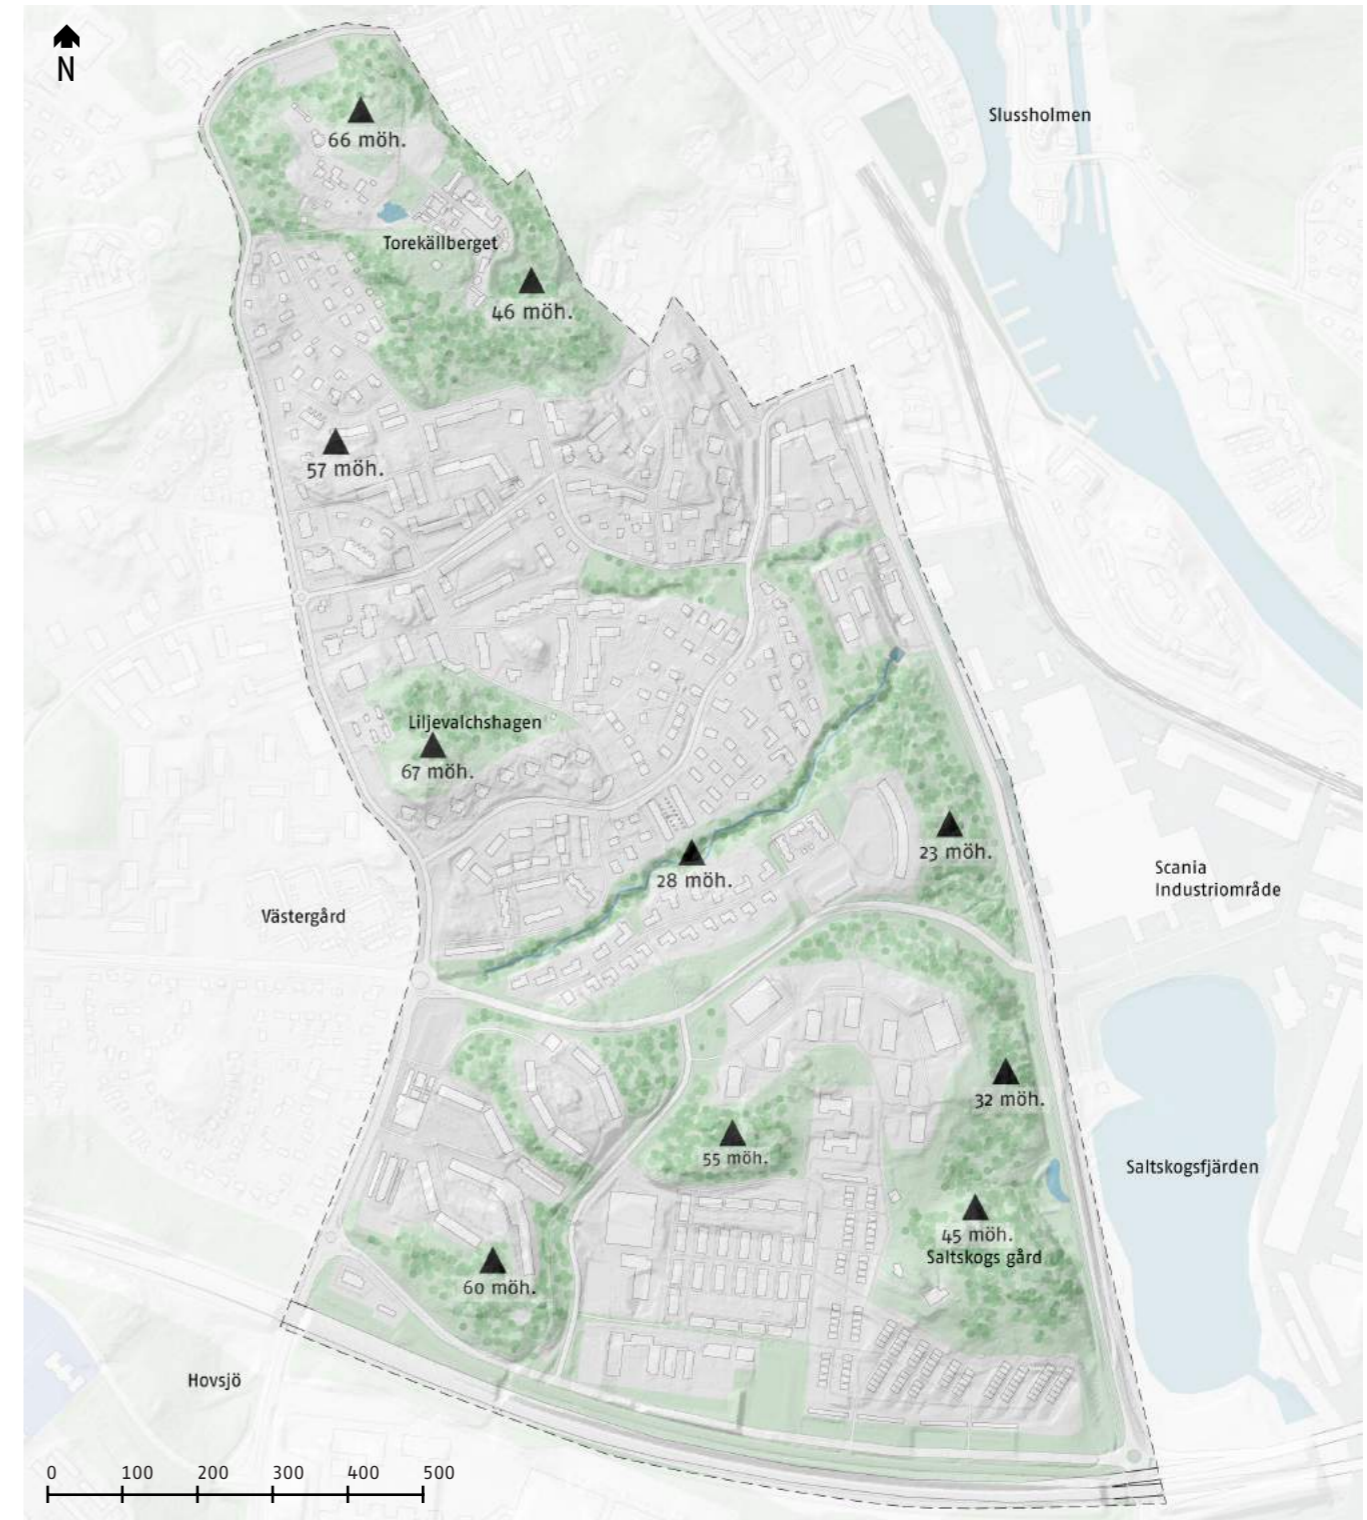 N
Slussholmen
66 möh.
Torekällberget
46 möh.
57 möh.
Liljevalchshagen
67 möh.
23 möh.
28 möh.
Scania
Industriområde
Västergård
32 möh.
55 möh.
Saltskogsfjärden
45 möh.
Saltskogs gård
60 möh.
Hovsjö
0 100 200 300 400 500